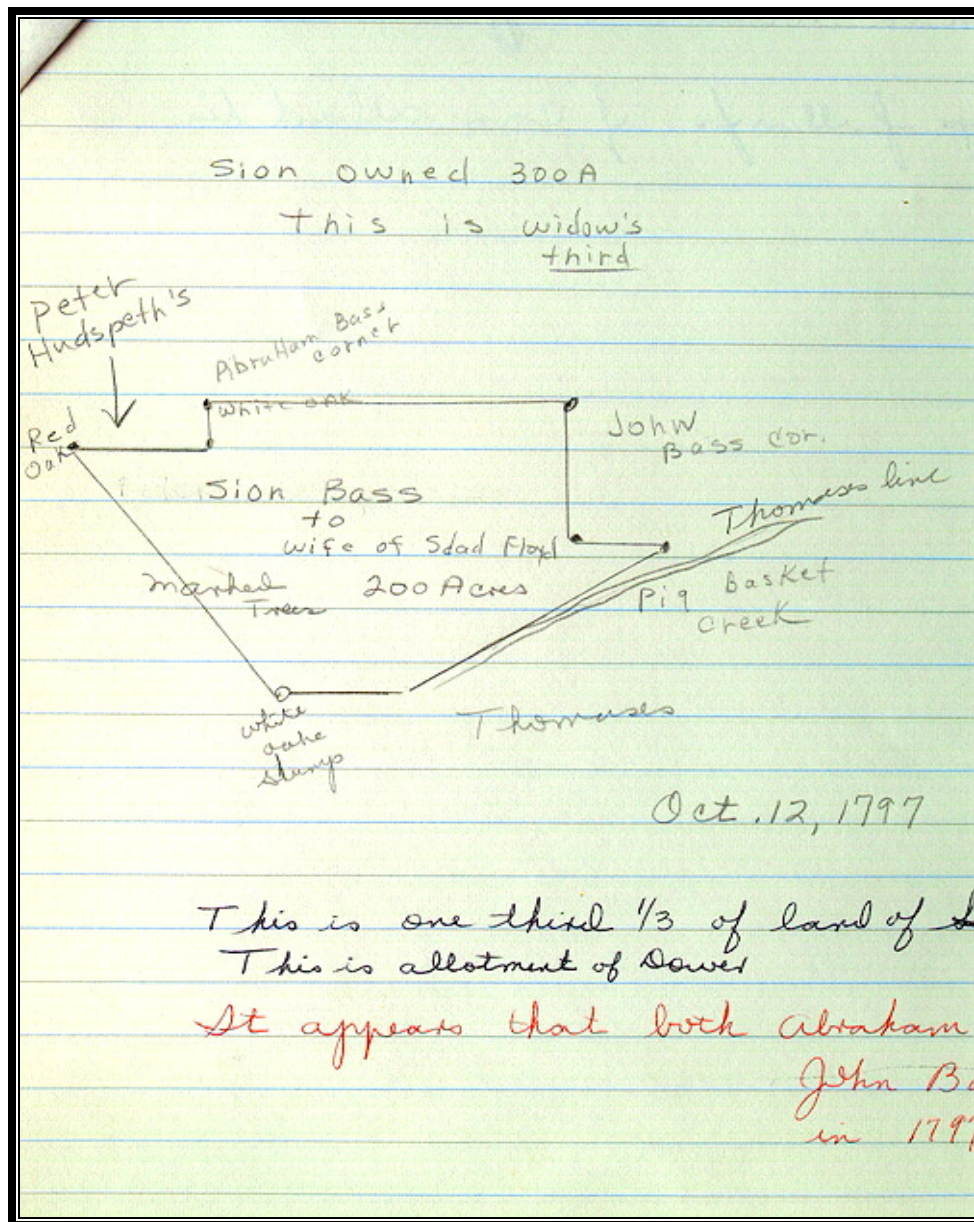 Sion owned 300A
This is widow's
third
Peter
Hudspeth's
Abraham Bass
corner
White oak
Red
Oak
John
Bass cor.
Thomases line
Sion Bass
to
wife of Sdad Floyd
Marked
Trees
200 Acres
Pig Basket
Creek
white
oake
stump
Thomases
Oct. 12, 1797
This is one third 1/3 of land of
This is allotment of Dower
It appears that both Abraham
John
in 179